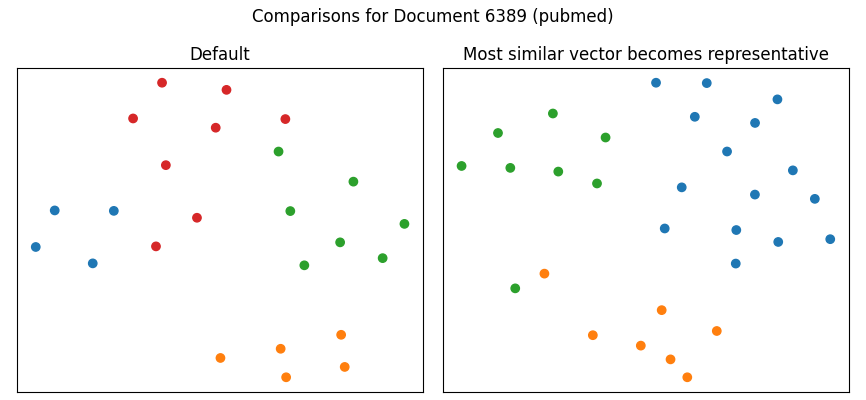 Comparisons for Document 6389 (pubmed)
Default
Most similar vector becomes representative